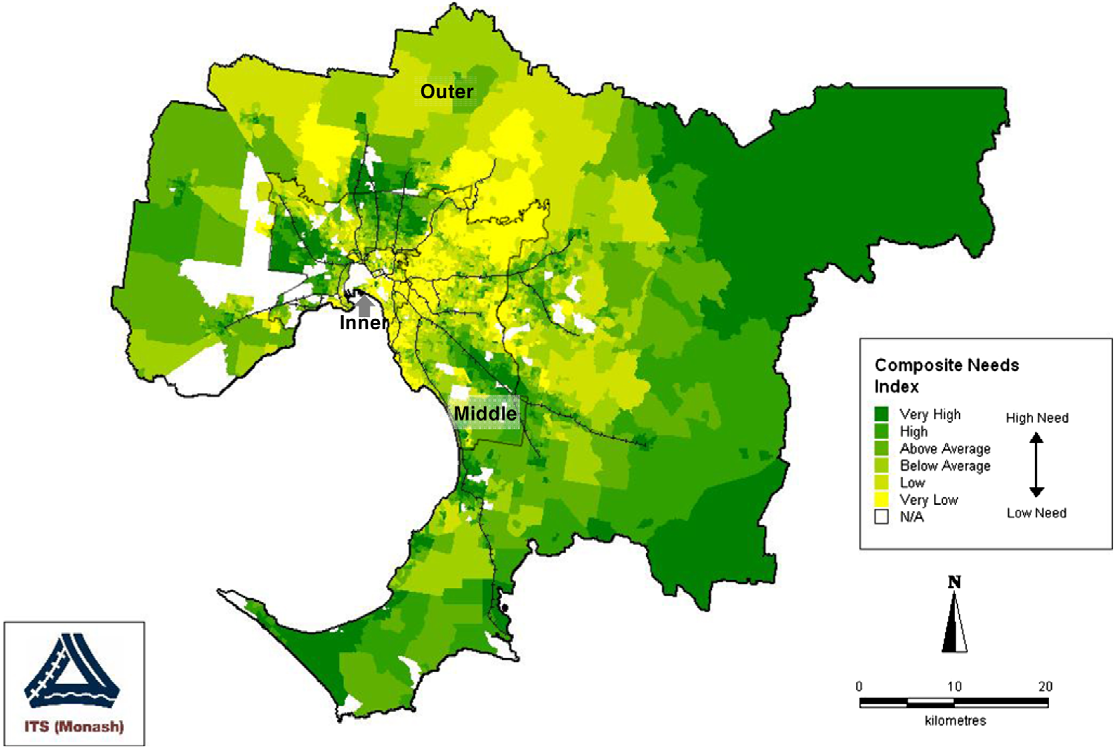 Outer
Inner
Middle
Composite Needs
Index
Very High
High
Above Average
Below Average
Low
Very Low
N/A
High Need
Low Need
N
0 10 20
kilometres
ITS (Monash)